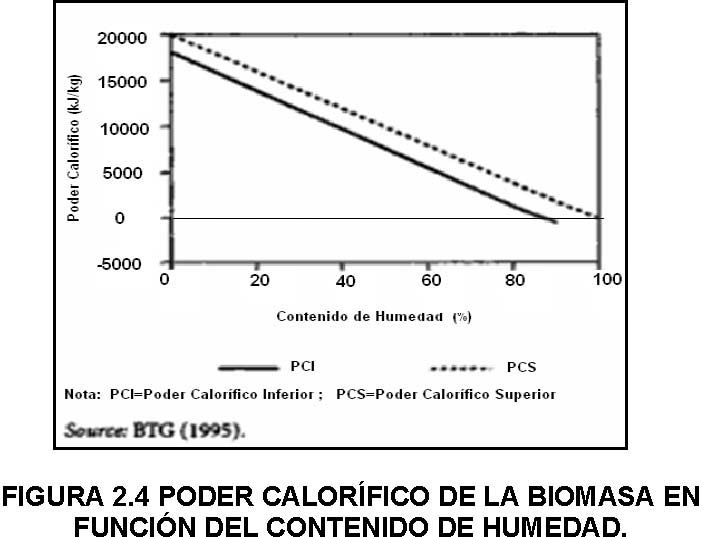 20000
15000
10000
5000
0
-5000
Poder Calorífico (kJ/kg)
0 20 40 60 80 100
Contenido de Humedad (%)
PCI PCS
Nota: PCI=Poder Calorífico Inferior ; PCS=Poder Calorífico Superior
Source: BTG (1995).
FIGURA 2.4 PODER CALORÍFICO DE LA BIOMASA EN
FUNCIÓN DEL CONTENIDO DE HUMEDAD.